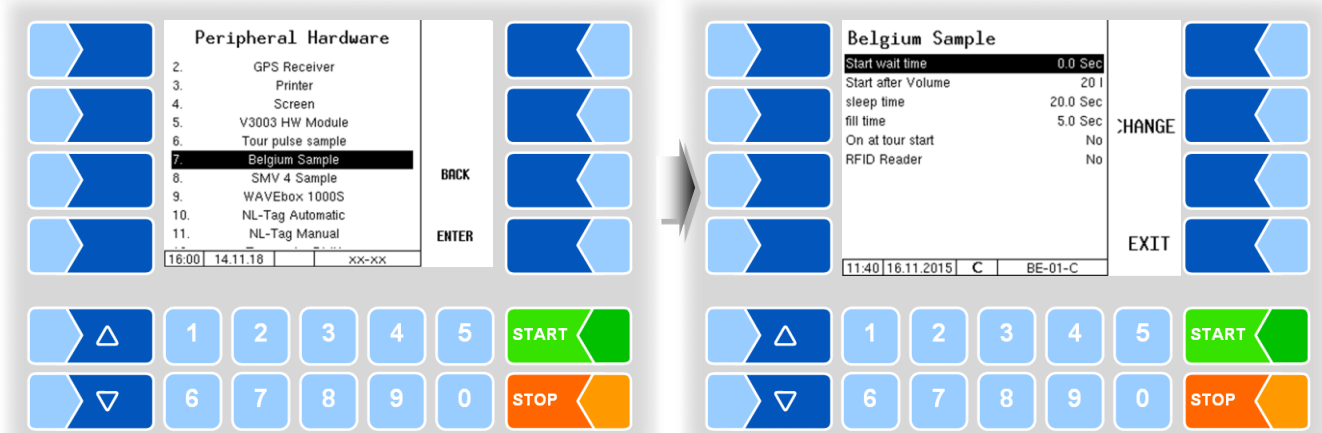 Peripheral Hardware
2. GPS Receiver
3. Printer
4. Screen
5. V3003 HW Module
6. Tour pulse sample
7. Belgium Sample
8. SMV 4 Sample
9. WAVEbox 1000S
10. NL-Tag Automatic
11. NL-Tag Manual
BACK
ENTER
16:00 14.11.18 xx-xx
1 2 3 4 5 START
6 7 8 9 0 STOP
Belgium Sample
Start wait time 0.0 Sec
Start after Volume 20 l
sleep time 20.0 Sec
fill time 5.0 Sec
On at tour start No
RFID Reader No
CHANGE
EXIT
11:40 16.11.2015 C BE-01-C
1 2 3 4 5 START
6 7 8 9 0 STOP